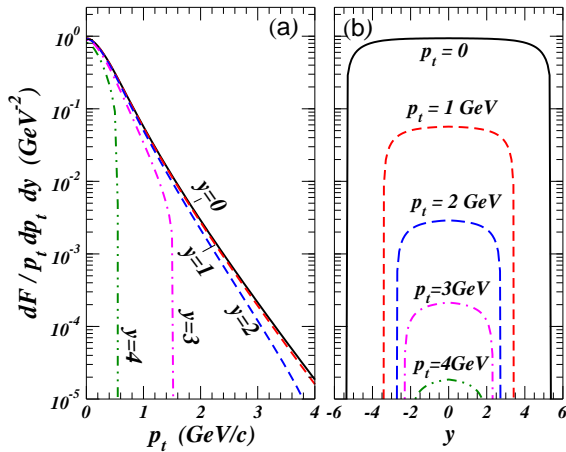 (a)
(b)
10^0
10^-1
10^-2
10^-3
10^-4
10^-5
dF / p_t dp_t dy (GeV^-2)
y=0
y=1
y=2
y=3
y=4
0 1 2 3 4
p_t (GeV/c)
p_t = 0
p_t = 1 GeV
p_t = 2 GeV
p_t=3GeV
p_t=4GeV
-6 -4 -2 0 2 4 6
y